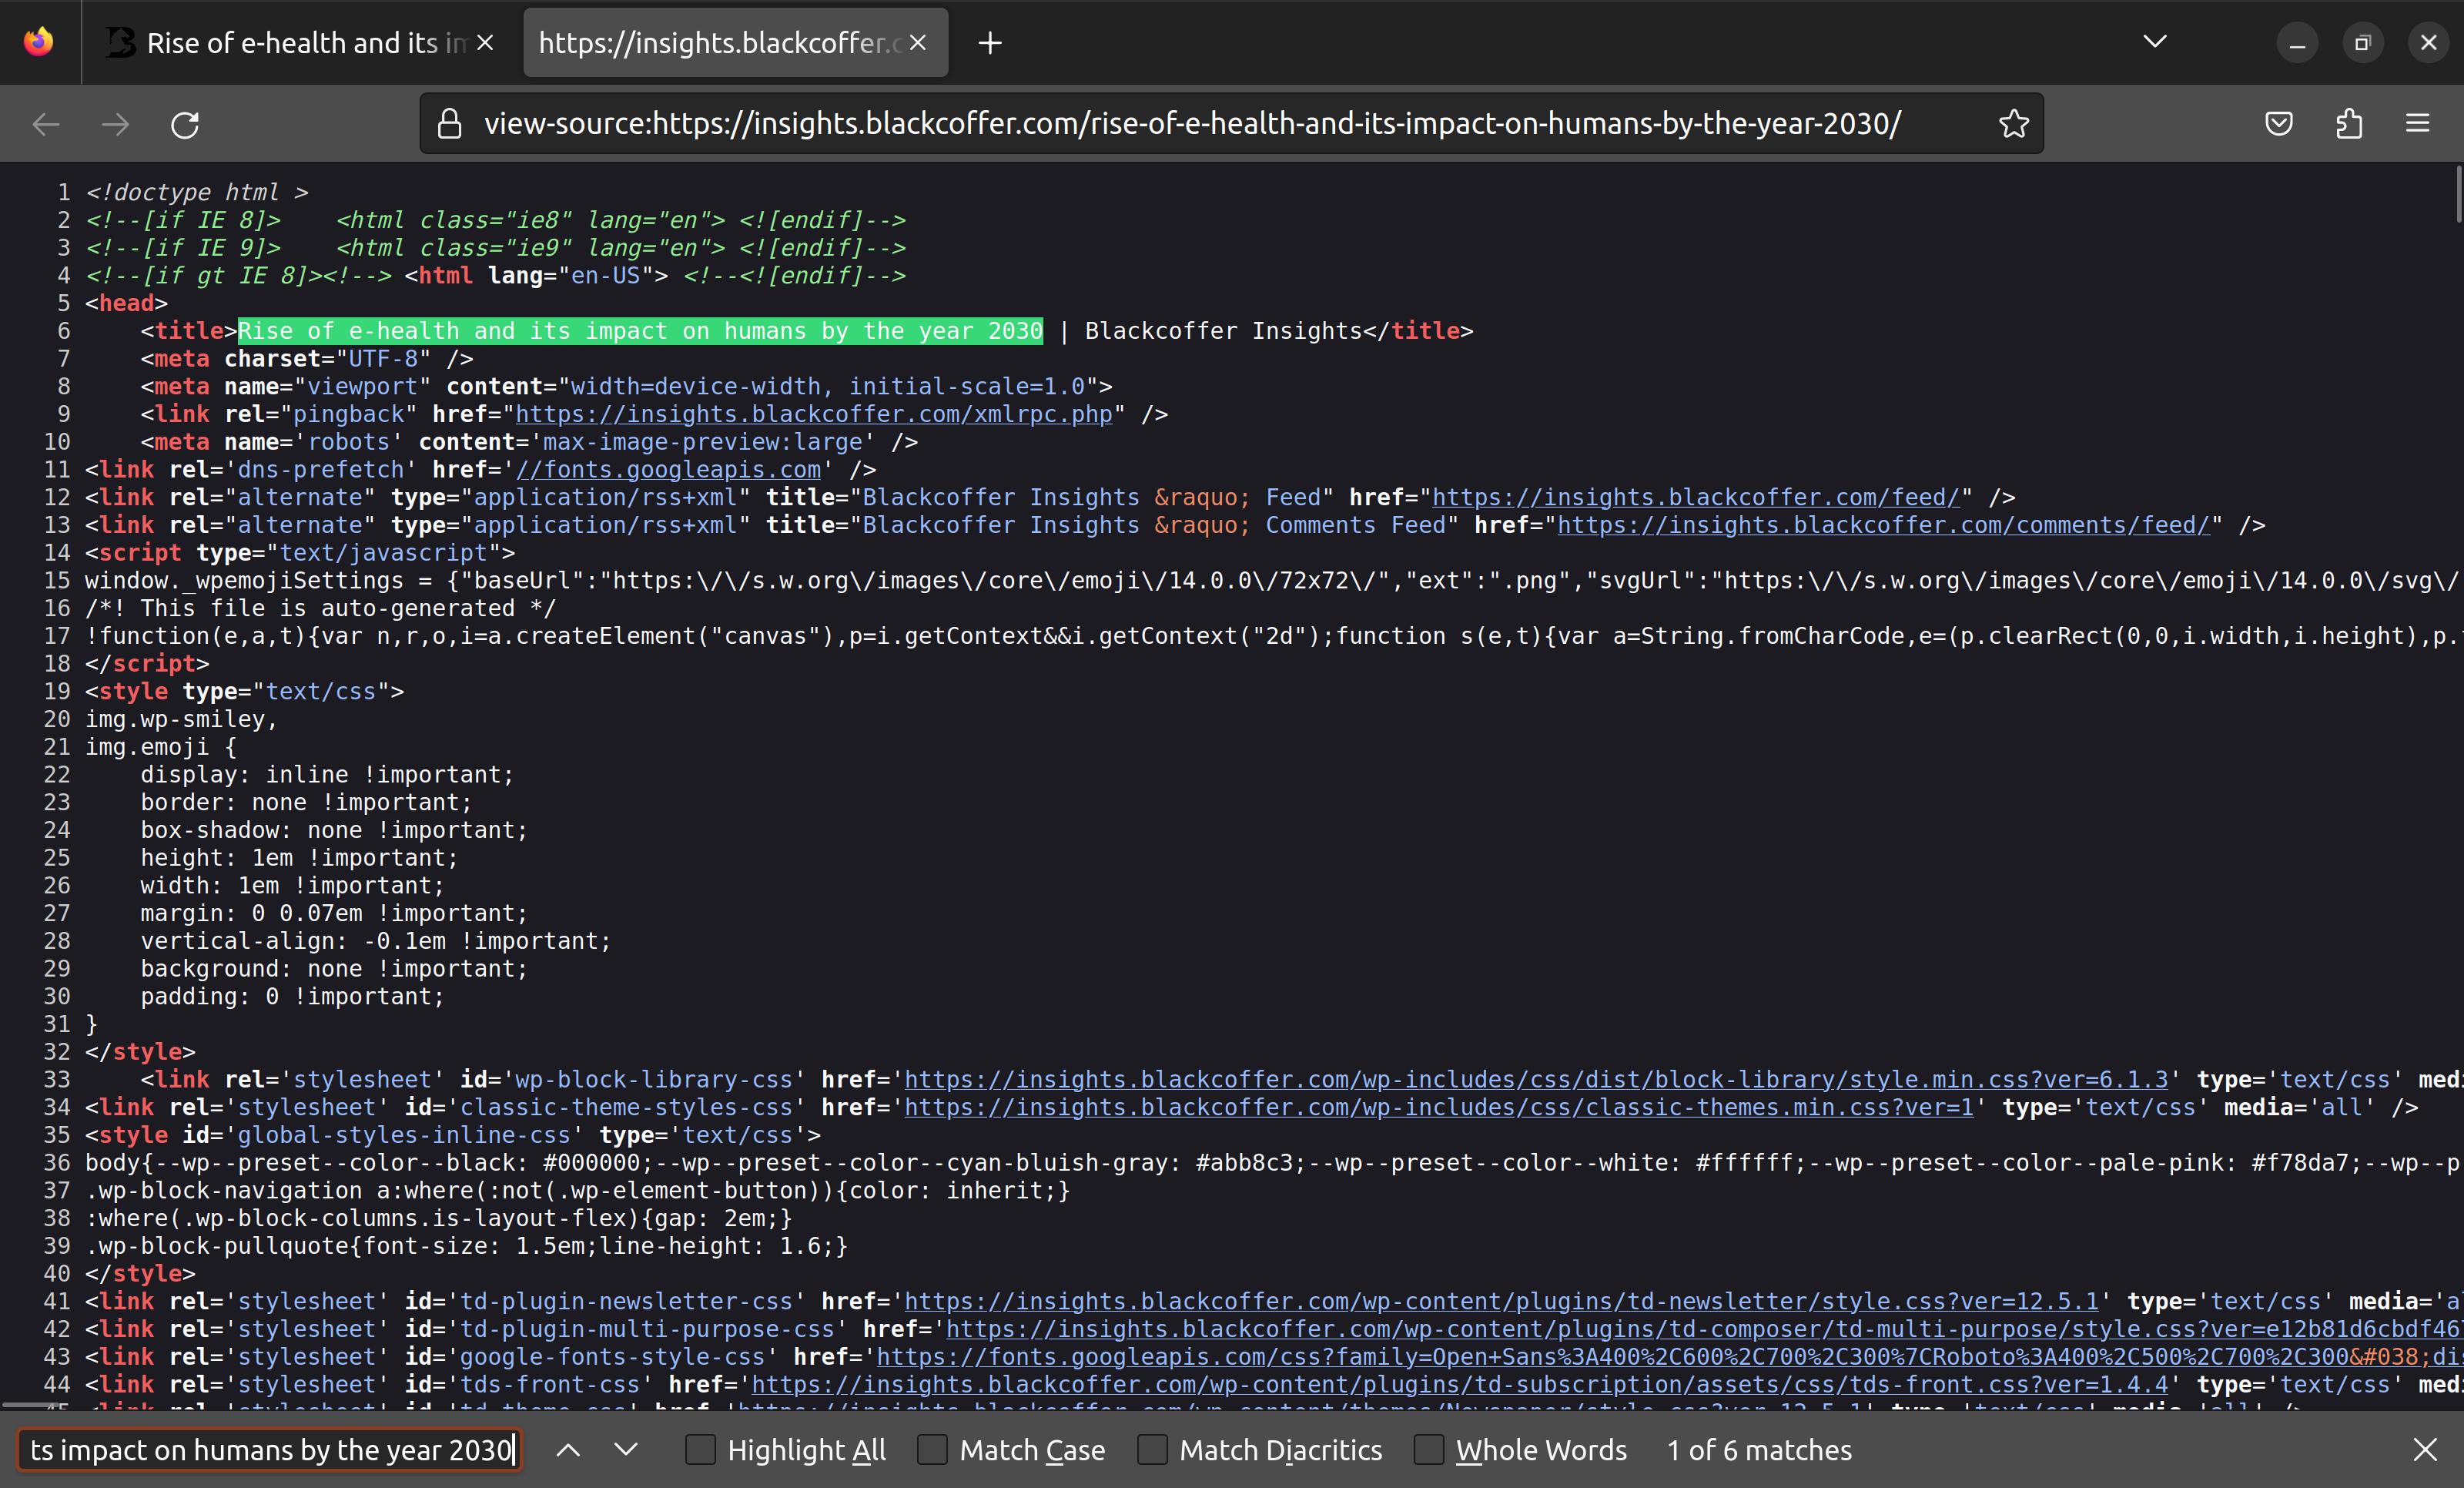 Rise of e-health and its im
https://insights.blackcoffer.c
view-source:https://insights.blackcoffer.com/rise-of-e-health-and-its-impact-on-humans-by-the-year-2030/
1 <!doctype html >
2 <!--[if IE 8]>    <html class="ie8" lang="en"> <![endif]-->
3 <!--[if IE 9]>    <html class="ie9" lang="en"> <![endif]-->
4 <!--[if gt IE 8]><!--> <html lang="en-US"> <!--<![endif]-->
5 <head>
6     <title>Rise of e-health and its impact on humans by the year 2030 | Blackcoffer Insights</title>
7     <meta charset="UTF-8" />
8     <meta name="viewport" content="width=device-width, initial-scale=1.0">
9     <link rel="pingback" href="https://insights.blackcoffer.com/xmlrpc.php" />
10     <meta name='robots' content='max-image-preview:large' />
11 <link rel='dns-prefetch' href='//fonts.googleapis.com' />
12 <link rel="alternate" type="application/rss+xml" title="Blackcoffer Insights &raquo; Feed" href="https://insights.blackcoffer.com/feed/" />
13 <link rel="alternate" type="application/rss+xml" title="Blackcoffer Insights &raquo; Comments Feed" href="https://insights.blackcoffer.com/comments/feed/" />
14 <script type="text/javascript">
15 window._wpemojiSettings = {"baseUrl":"https:\/\/s.w.org\/images\/core\/emoji\/14.0.0\/72x72\/","ext":".png","svgUrl":"https:\/\/s.w.org\/images\/core\/emoji\/14.0.0\/svg\/
16 /*! This file is auto-generated */
17 !function(e,a,t){var n,r,o,i=a.createElement("canvas"),p=i.getContext&&i.getContext("2d");function s(e,t){var a=String.fromCharCode,e=(p.clearRect(0,0,i.width,i.height),p.
18 </script>
19 <style type="text/css">
20 img.wp-smiley,
21 img.emoji {
22     display: inline !important;
23     border: none !important;
24     box-shadow: none !important;
25     height: 1em !important;
26     width: 1em !important;
27     margin: 0 0.07em !important;
28     vertical-align: -0.1em !important;
29     background: none !important;
30     padding: 0 !important;
31 }
32 </style>
33     <link rel='stylesheet' id='wp-block-library-css' href='https://insights.blackcoffer.com/wp-includes/css/dist/block-library/style.min.css?ver=6.1.3' type='text/css' med
34 <link rel='stylesheet' id='classic-theme-styles-css' href='https://insights.blackcoffer.com/wp-includes/css/classic-themes.min.css?ver=1' type='text/css' media='all' />
35 <style id='global-styles-inline-css' type='text/css'>
36 body{--wp--preset--color--black: #000000;--wp--preset--color--cyan-bluish-gray: #abb8c3;--wp--preset--color--white: #ffffff;--wp--preset--color--pale-pink: #f78da7;--wp--p
37 .wp-block-navigation a:where(:not(.wp-element-button)){color: inherit;}
38 :where(.wp-block-columns.is-layout-flex){gap: 2em;}
39 .wp-block-pullquote{font-size: 1.5em;line-height: 1.6;}
40 </style>
41 <link rel='stylesheet' id='td-plugin-newsletter-css' href='https://insights.blackcoffer.com/wp-content/plugins/td-newsletter/style.css?ver=12.5.1' type='text/css' media='a
42 <link rel='stylesheet' id='td-plugin-multi-purpose-css' href='https://insights.blackcoffer.com/wp-content/plugins/td-composer/td-multi-purpose/style.css?ver=e12b81d6cbdf46
43 <link rel='stylesheet' id='google-fonts-style-css' href='https://fonts.googleapis.com/css?family=Open+Sans%3A400%2C600%2C700%2C300%7CRoboto%3A400%2C500%2C700%2C300&#038;dis
44 <link rel='stylesheet' id='tds-front-css' href='https://insights.blackcoffer.com/wp-content/plugins/td-subscription/assets/css/tds-front.css?ver=1.4.4' type='text/css' med
ts impact on humans by the year 2030 Highlight All Match Case Match Diacritics Whole Words 1 of 6 matches